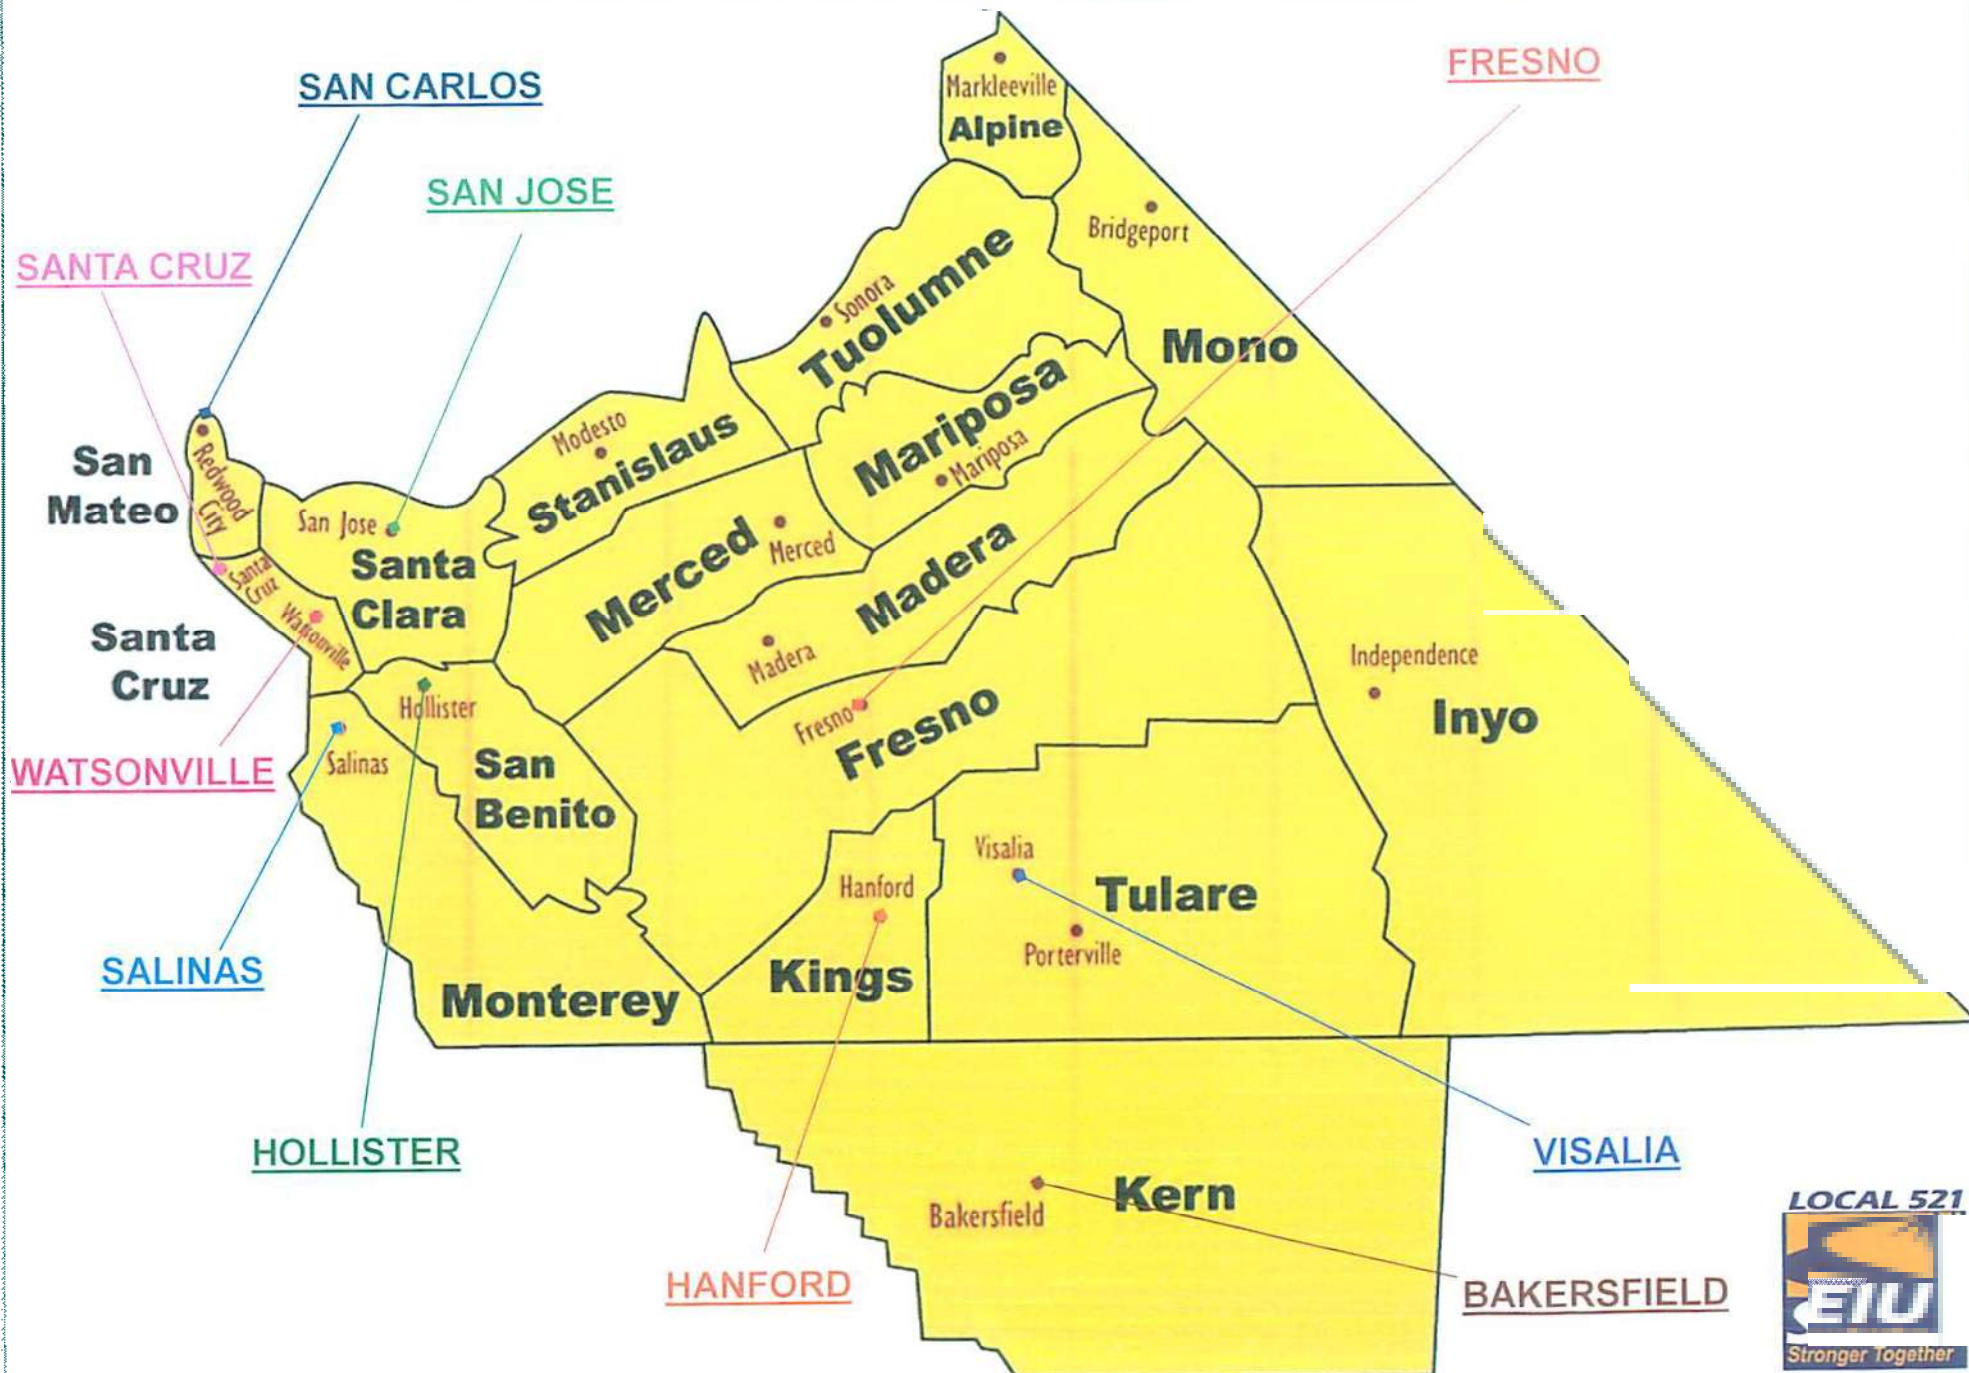 SAN CARLOS
FRESNO
Markleeville
Alpine
SAN JOSE
Bridgeport
SANTA CRUZ
Sonora
Tuolumne
Mono
Mariposa
Mariposa
Modesto
Stanislaus
San
Mateo
Redwood
City
San Jose
Santa
Clara
Merced
Merced
Madera
Madera
Santa
Cruz
Watsonville
Santa
Cruz
Independence
Inyo
Hollister
Fresno
Fresno
Salinas
San
Benito
WATSONVILLE
Visalia
Hanford
Tulare
Porterville
SALINAS
Kings
Monterey
HOLLISTER
VISALIA
Kern
Bakersfield
LOCAL 521
HANFORD
BAKERSFIELD
EIU
Stronger Together